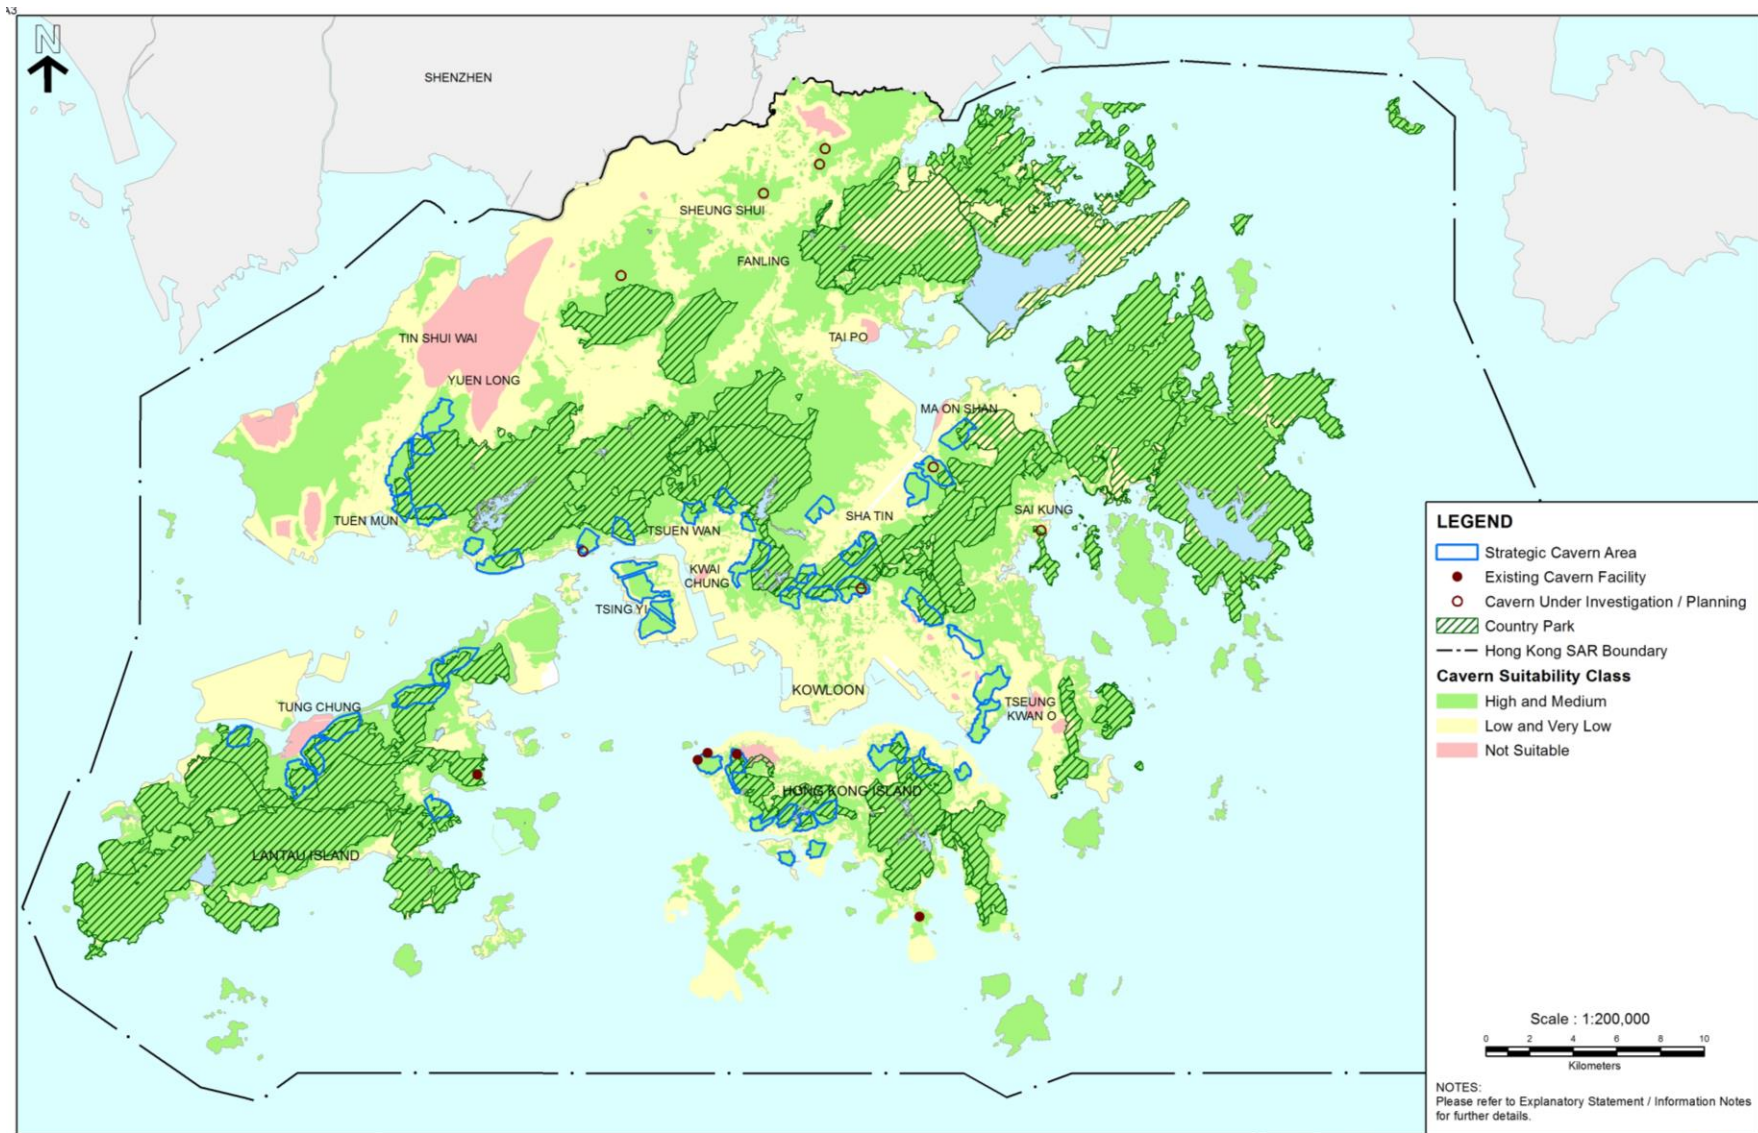 A3
N
SHENZHEN
SHEUNG SHUI
FANLING
TIN SHUI WAI
TAI PO
YUEN LONG
MA ON SHAN
TUEN MUN
TSUEN WAN
SHA TIN
SAI KUNG
KWAI
CHUNG
TSING YI
KOWLOON
TUNG CHUNG
TSEUNG
KWAN O
HONG KONG ISLAND
LANTAU ISLAND
LEGEND
Strategic Cavern Area
Existing Cavern Facility
Cavern Under Investigation / Planning
Country Park
Hong Kong SAR Boundary
Cavern Suitability Class
High and Medium
Low and Very Low
Not Suitable
Scale : 1:200,000
0 2 4 6 8 10
Kilometers
NOTES:
Please refer to Explanatory Statement / Information Notes
for further details.